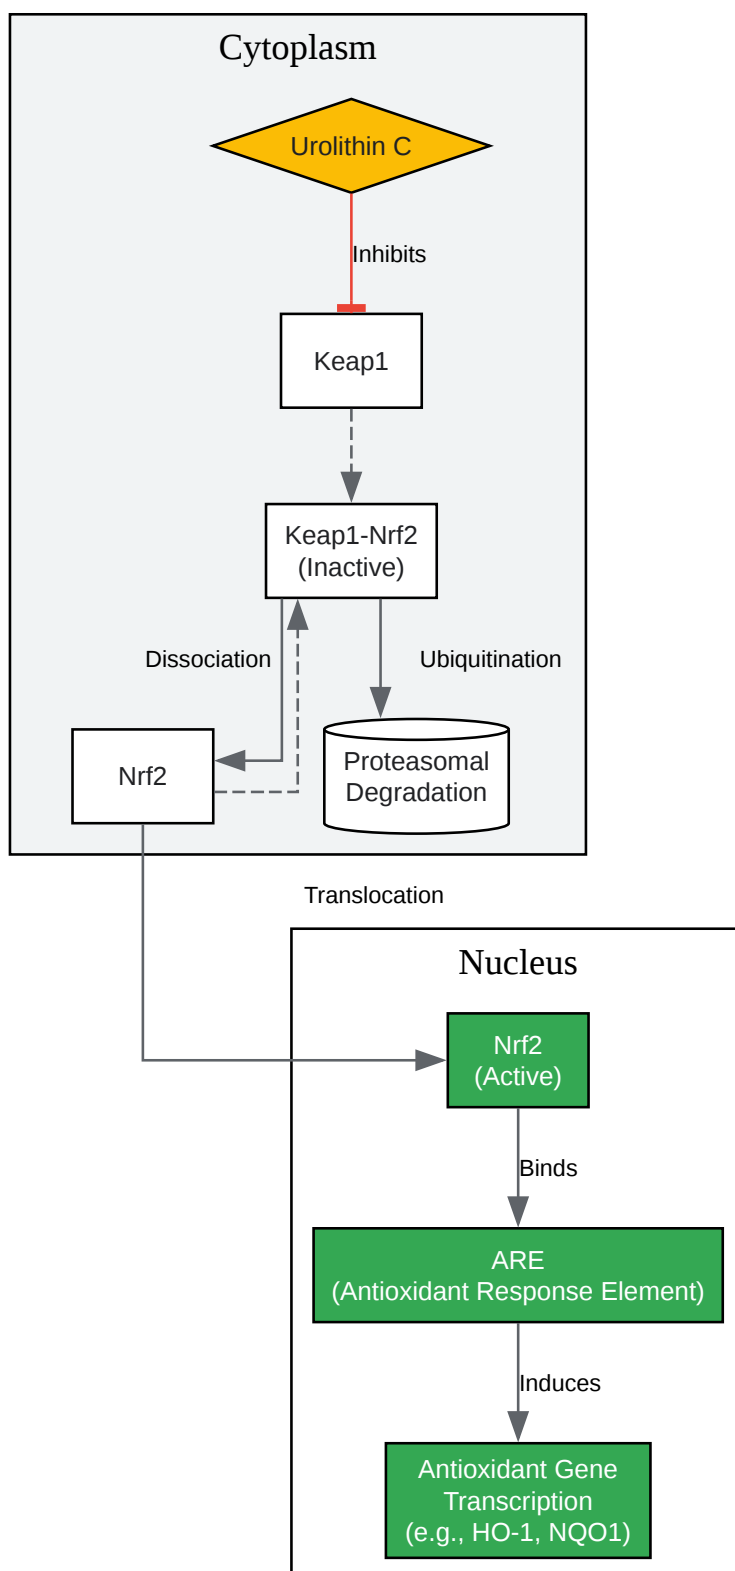 Cytoplasm
Urolithin C
Inhibits
Keap1
Keap1-Nrf2
(Inactive)
Dissociation
Ubiquitination
Nrf2
Proteasomal
Degradation
Translocation
Nucleus
Nrf2
(Active)
Binds
ARE
(Antioxidant Response Element)
Induces
Antioxidant Gene
Transcription
(e.g., HO-1, NQO1)